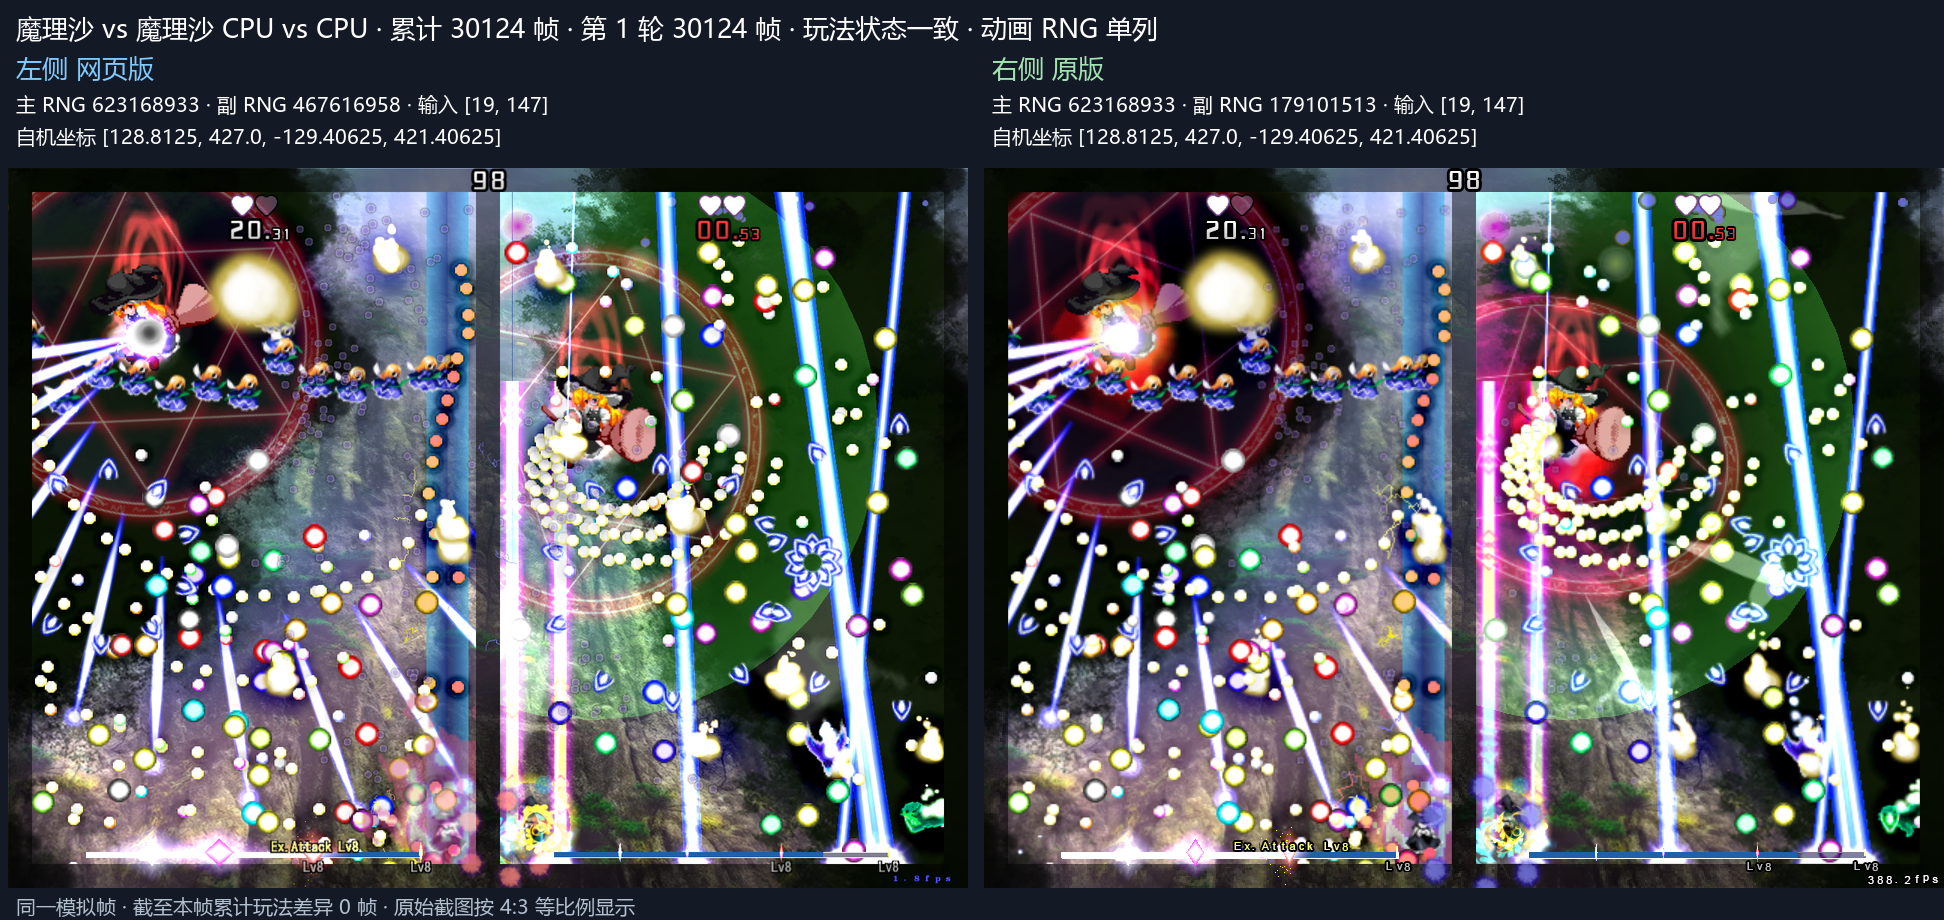 魔理沙 vs 魔理沙 CPU vs CPU · 累计 30124 帧 · 第 1 轮 30124 帧 · 玩法状态一致 · 动画 RNG 单列
左侧 网页版
主 RNG 623168933 · 副 RNG 467616958 · 输入 [19, 147]
自机坐标 [128.8125, 427.0, -129.40625, 421.40625]
右侧 原版
主 RNG 623168933 · 副 RNG 179101513 · 输入 [19, 147]
自机坐标 [128.8125, 427.0, -129.40625, 421.40625]
98
20.31
00.53
Ex.Attack Lv8
Lv8
Lv8
Lv8
1.8fps
98
20.31
00.53
Ex.Attack Lv8
Lv8
Lv8
Lv8
388.2fps
同一模拟帧 · 截至本帧累计玩法差异 0 帧 · 原始截图按 4:3 等比例显示